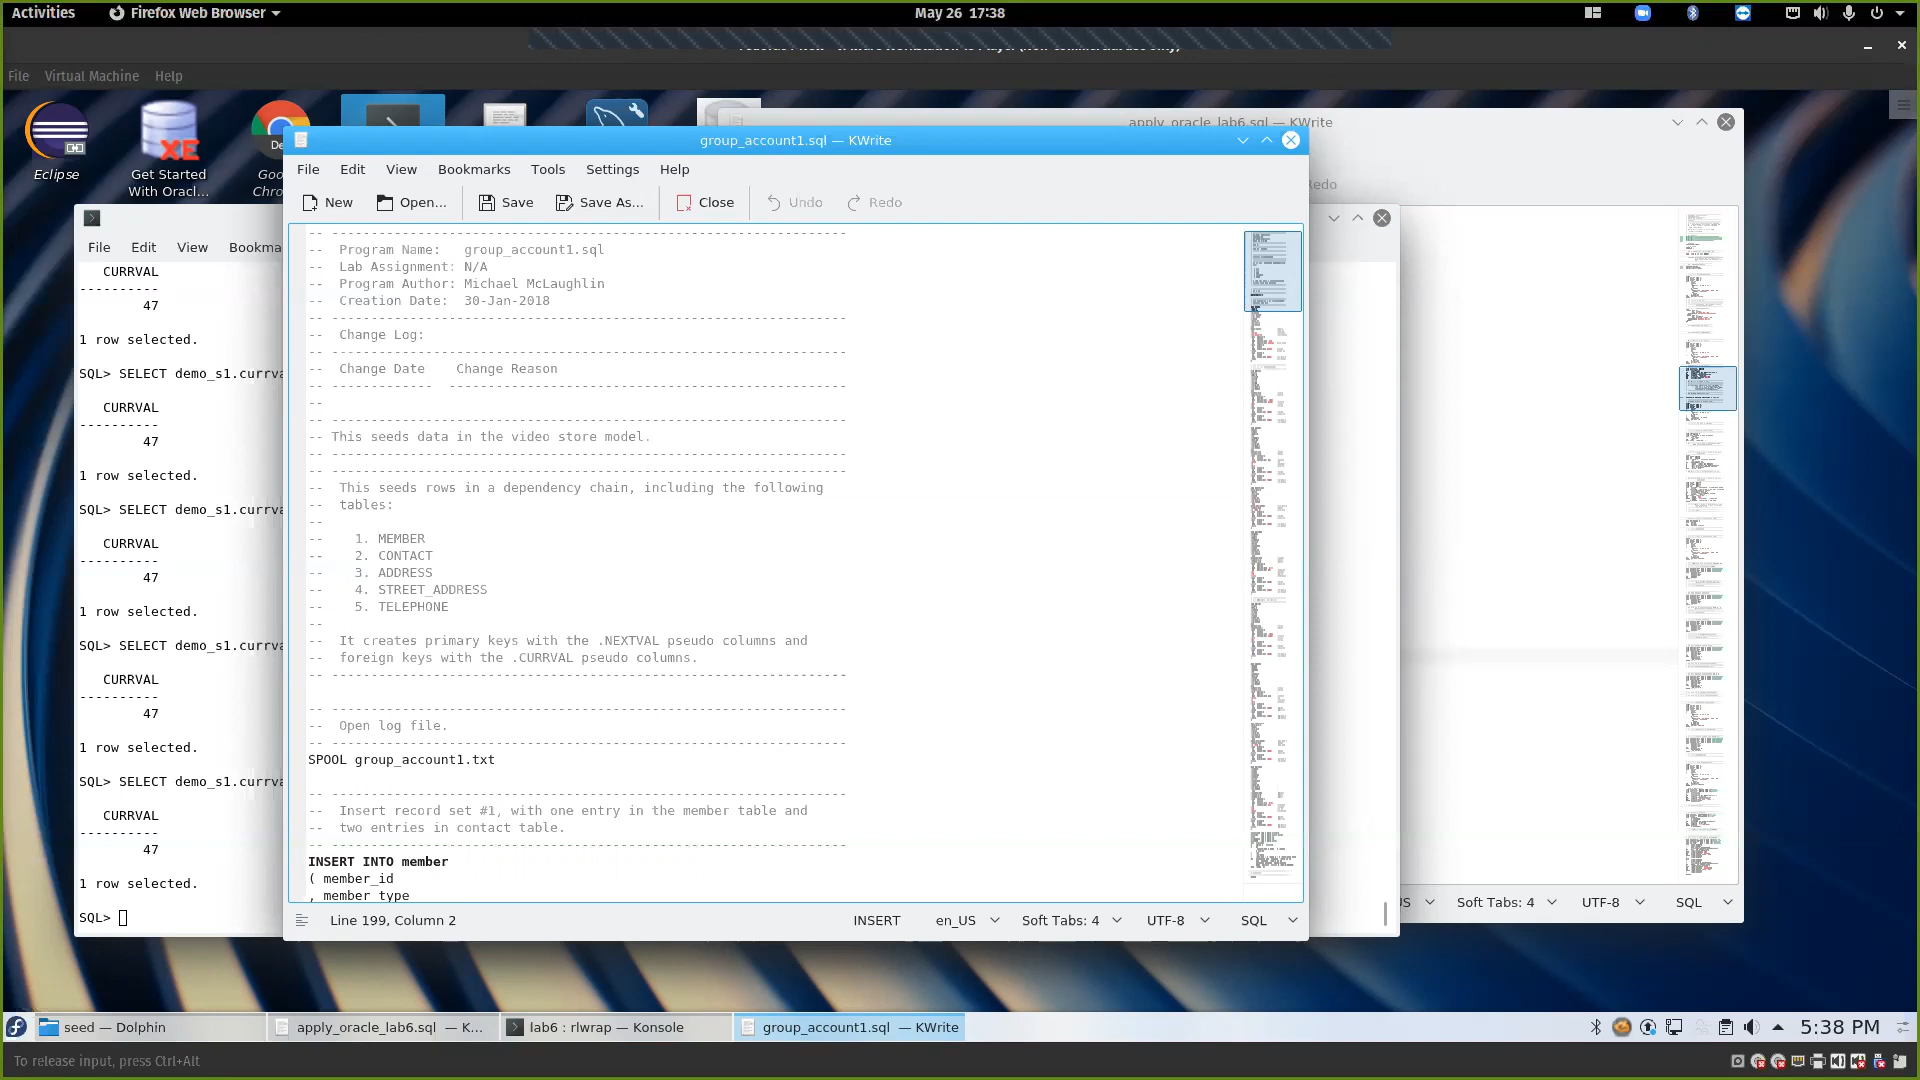 Activities
Firefox Web Browser
May 26 17:38
File Virtual Machine Help
Eclipse
Get Started
With Oracl...
XE
apply_oracle_lab6.sql — KWrite
Redo
group_account1.sql — KWrite
File Edit View Bookmarks Tools Settings Help
New Open... Save Save As... Close Undo Redo
-- ------------------------------------------------------------------
--  Program Name:   group_account1.sql
--  Lab Assignment: N/A
--  Program Author: Michael McLaughlin
--  Creation Date:  30-Jan-2018
-- ------------------------------------------------------------------
--  Change Log:
-- ------------------------------------------------------------------
--  Change Date    Change Reason
-- -------------  ---------------------------------------------------
--
-- ------------------------------------------------------------------
-- This seeds data in the video store model.
-- ------------------------------------------------------------------
-- ------------------------------------------------------------------
--  This seeds rows in a dependency chain, including the following
--  tables:
--
--    1. MEMBER
--    2. CONTACT
--    3. ADDRESS
--    4. STREET_ADDRESS
--    5. TELEPHONE
--
--  It creates primary keys with the .NEXTVAL pseudo columns and
--  foreign keys with the .CURRVAL pseudo columns.
-- ------------------------------------------------------------------
-- ------------------------------------------------------------------
--  Open log file.
-- ------------------------------------------------------------------
SPOOL group_account1.txt
-- ------------------------------------------------------------------
--  Insert record set #1, with one entry in the member table and
--  two entries in contact table.
-- ------------------------------------------------------------------
INSERT INTO member
( member_id
, member_type
Line 199, Column 2 INSERT en_US Soft Tabs: 4 UTF-8 SQL
File Edit View Bookma
CURRVAL
----------
47
1 row selected.
SQL> SELECT demo_s1.currva
CURRVAL
----------
47
1 row selected.
SQL> SELECT demo_s1.currva
CURRVAL
----------
47
1 row selected.
SQL> SELECT demo_s1.currva
CURRVAL
----------
47
1 row selected.
SQL> SELECT demo_s1.currva
CURRVAL
----------
47
1 row selected.
SQL>
US Soft Tabs: 4 UTF-8 SQL
seed — Dolphin
apply_oracle_lab6.sql — K...
lab6 : rlwrap — Konsole
group_account1.sql — KWrite
5:38 PM
To release input, press Ctrl+Alt